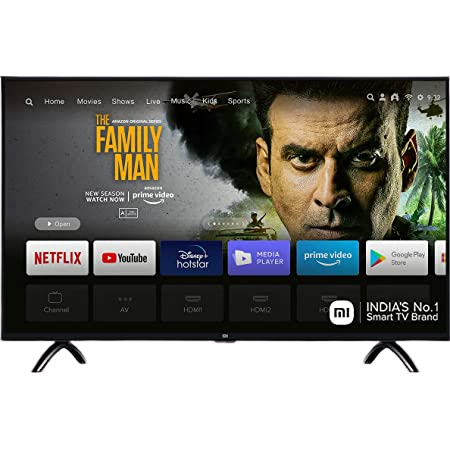 Home Movies Shows Live Music Kids Sports
9:12
AMAZON ORIGINAL SERIES
THE
FAMILY
MAN
NEW SEASON
WATCH NOW
amazon
prime video
Open
NETFLIX
YouTube
Disney+
hotstar
MEDIA
PLAYER
prime video
Google Play
Store
Channel
AV
HDMI1
HDMI2
mi
INDIA'S No.1
Smart TV Brand
mi